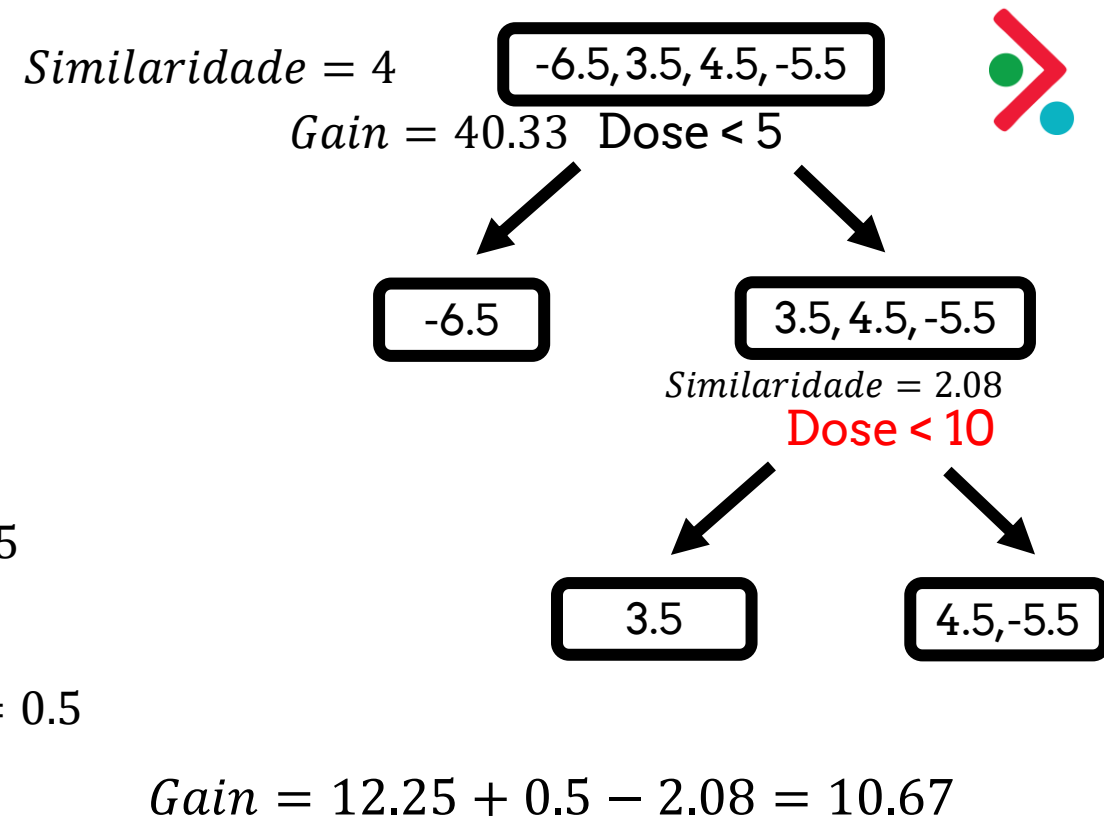 Similaridade = 4
-6.5, 3.5, 4.5, -5.5
Gain = 40.33 Dose < 5
-6.5
3.5, 4.5, -5.5
Similaridade = 2.08
Dose < 10
5
3.5
4.5,-5.5
= 0.5
Gain = 12.25 + 0.5 − 2.08 = 10.67